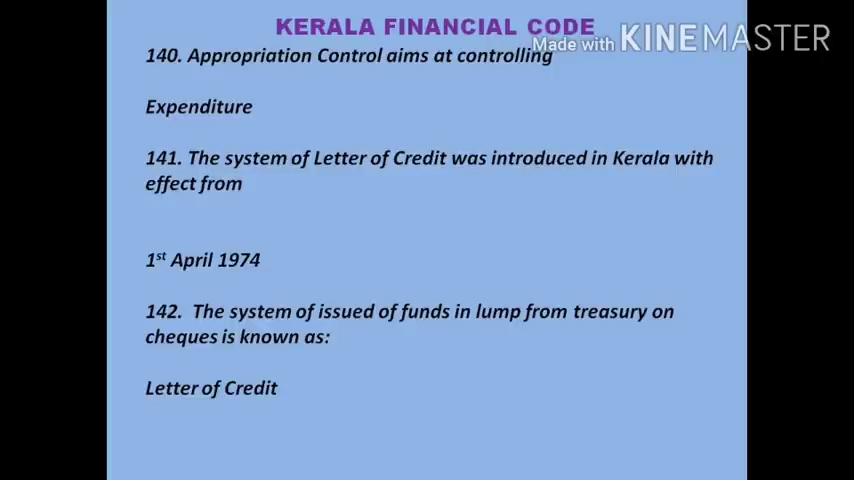 KERALA FINANCIAL CODE
Made with KINEMASTER
140. Appropriation Control aims at controlling
Expenditure
141. The system of Letter of Credit was introduced in Kerala with
effect from
1st April 1974
142. The system of issued of funds in lump from treasury on
cheques is known as:
Letter of Credit